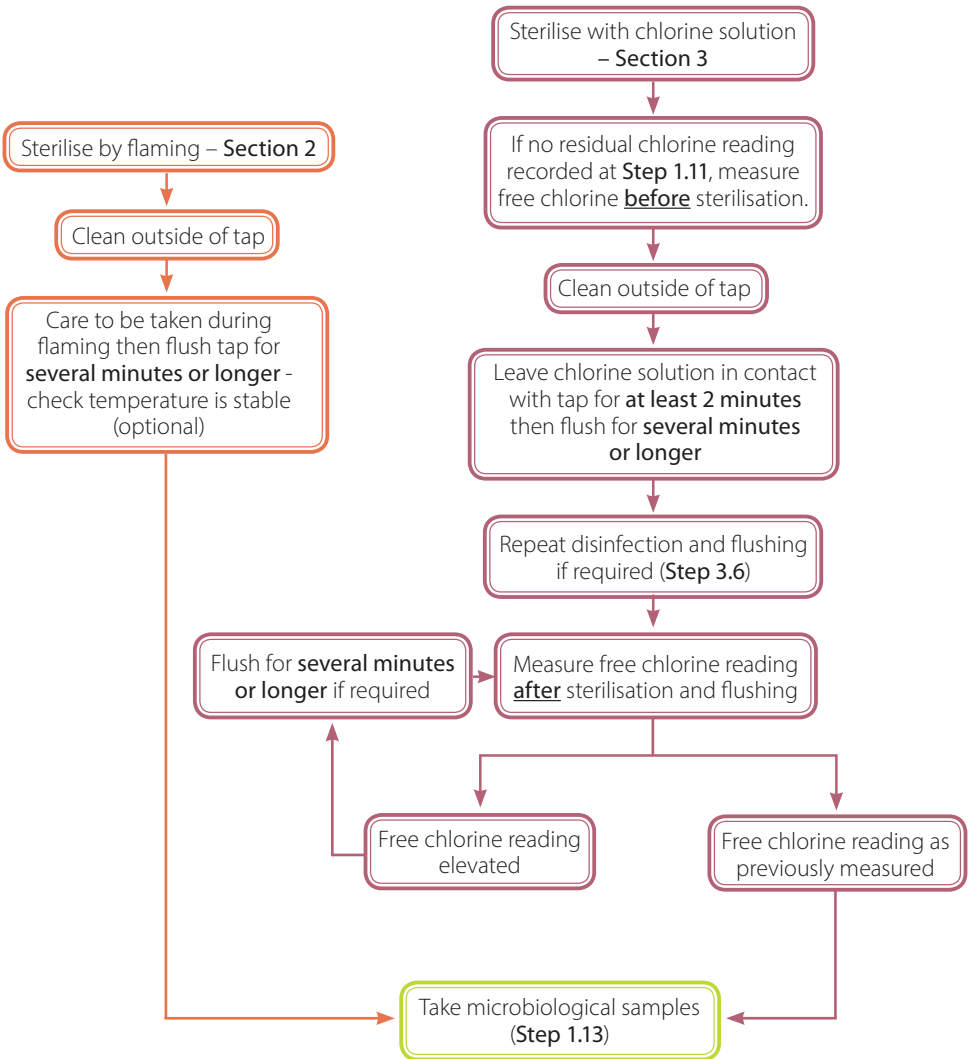 Sterilise with chlorine solution
– Section 3
Sterilise by flaming – Section 2
If no residual chlorine reading
recorded at Step 1.11, measure
free chlorine before sterilisation.
Clean outside of tap
Clean outside of tap
Care to be taken during
flaming then flush tap for
several minutes or longer -
check temperature is stable
(optional)
Leave chlorine solution in contact
with tap for at least 2 minutes
then flush for several minutes
or longer
Repeat disinfection and flushing
if required (Step 3.6)
Flush for several minutes
or longer if required
Measure free chlorine reading
after sterilisation and flushing
Free chlorine reading
elevated
Free chlorine reading as
previously measured
Take microbiological samples
(Step 1.13)